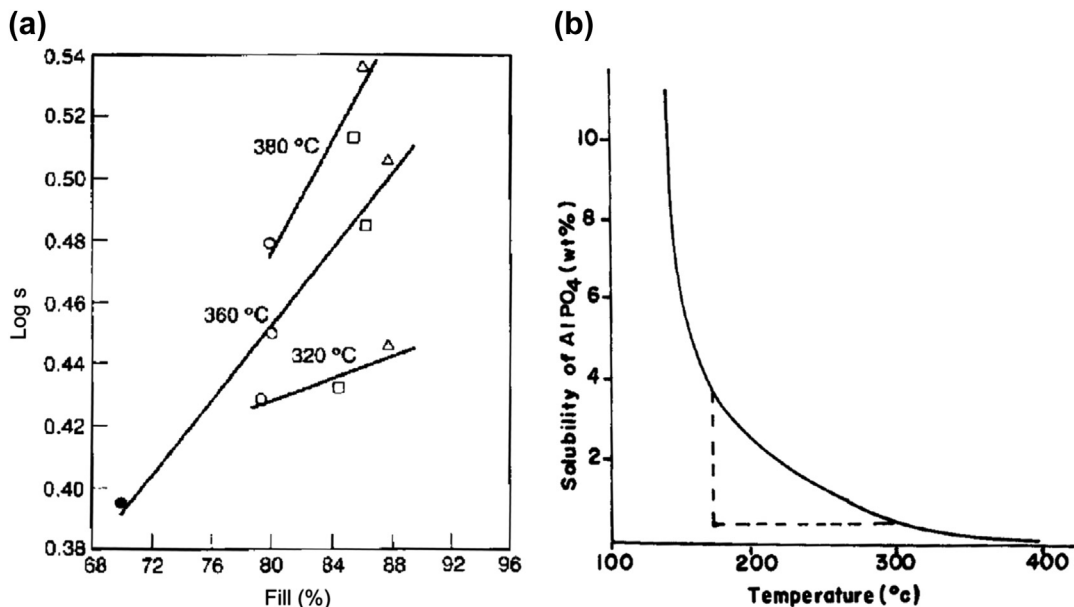 (a)
0.54
0.52
0.50
0.48
0.46
0.44
0.42
0.40
0.38
Log s
380 °C
360 °C
320 °C
68 72 76 80 84 88 92 96
Fill (%)
(b)
10
8
6
4
2
Solubility of AlPO4 (wt%)
100 200 300 400
Temperature (°c)